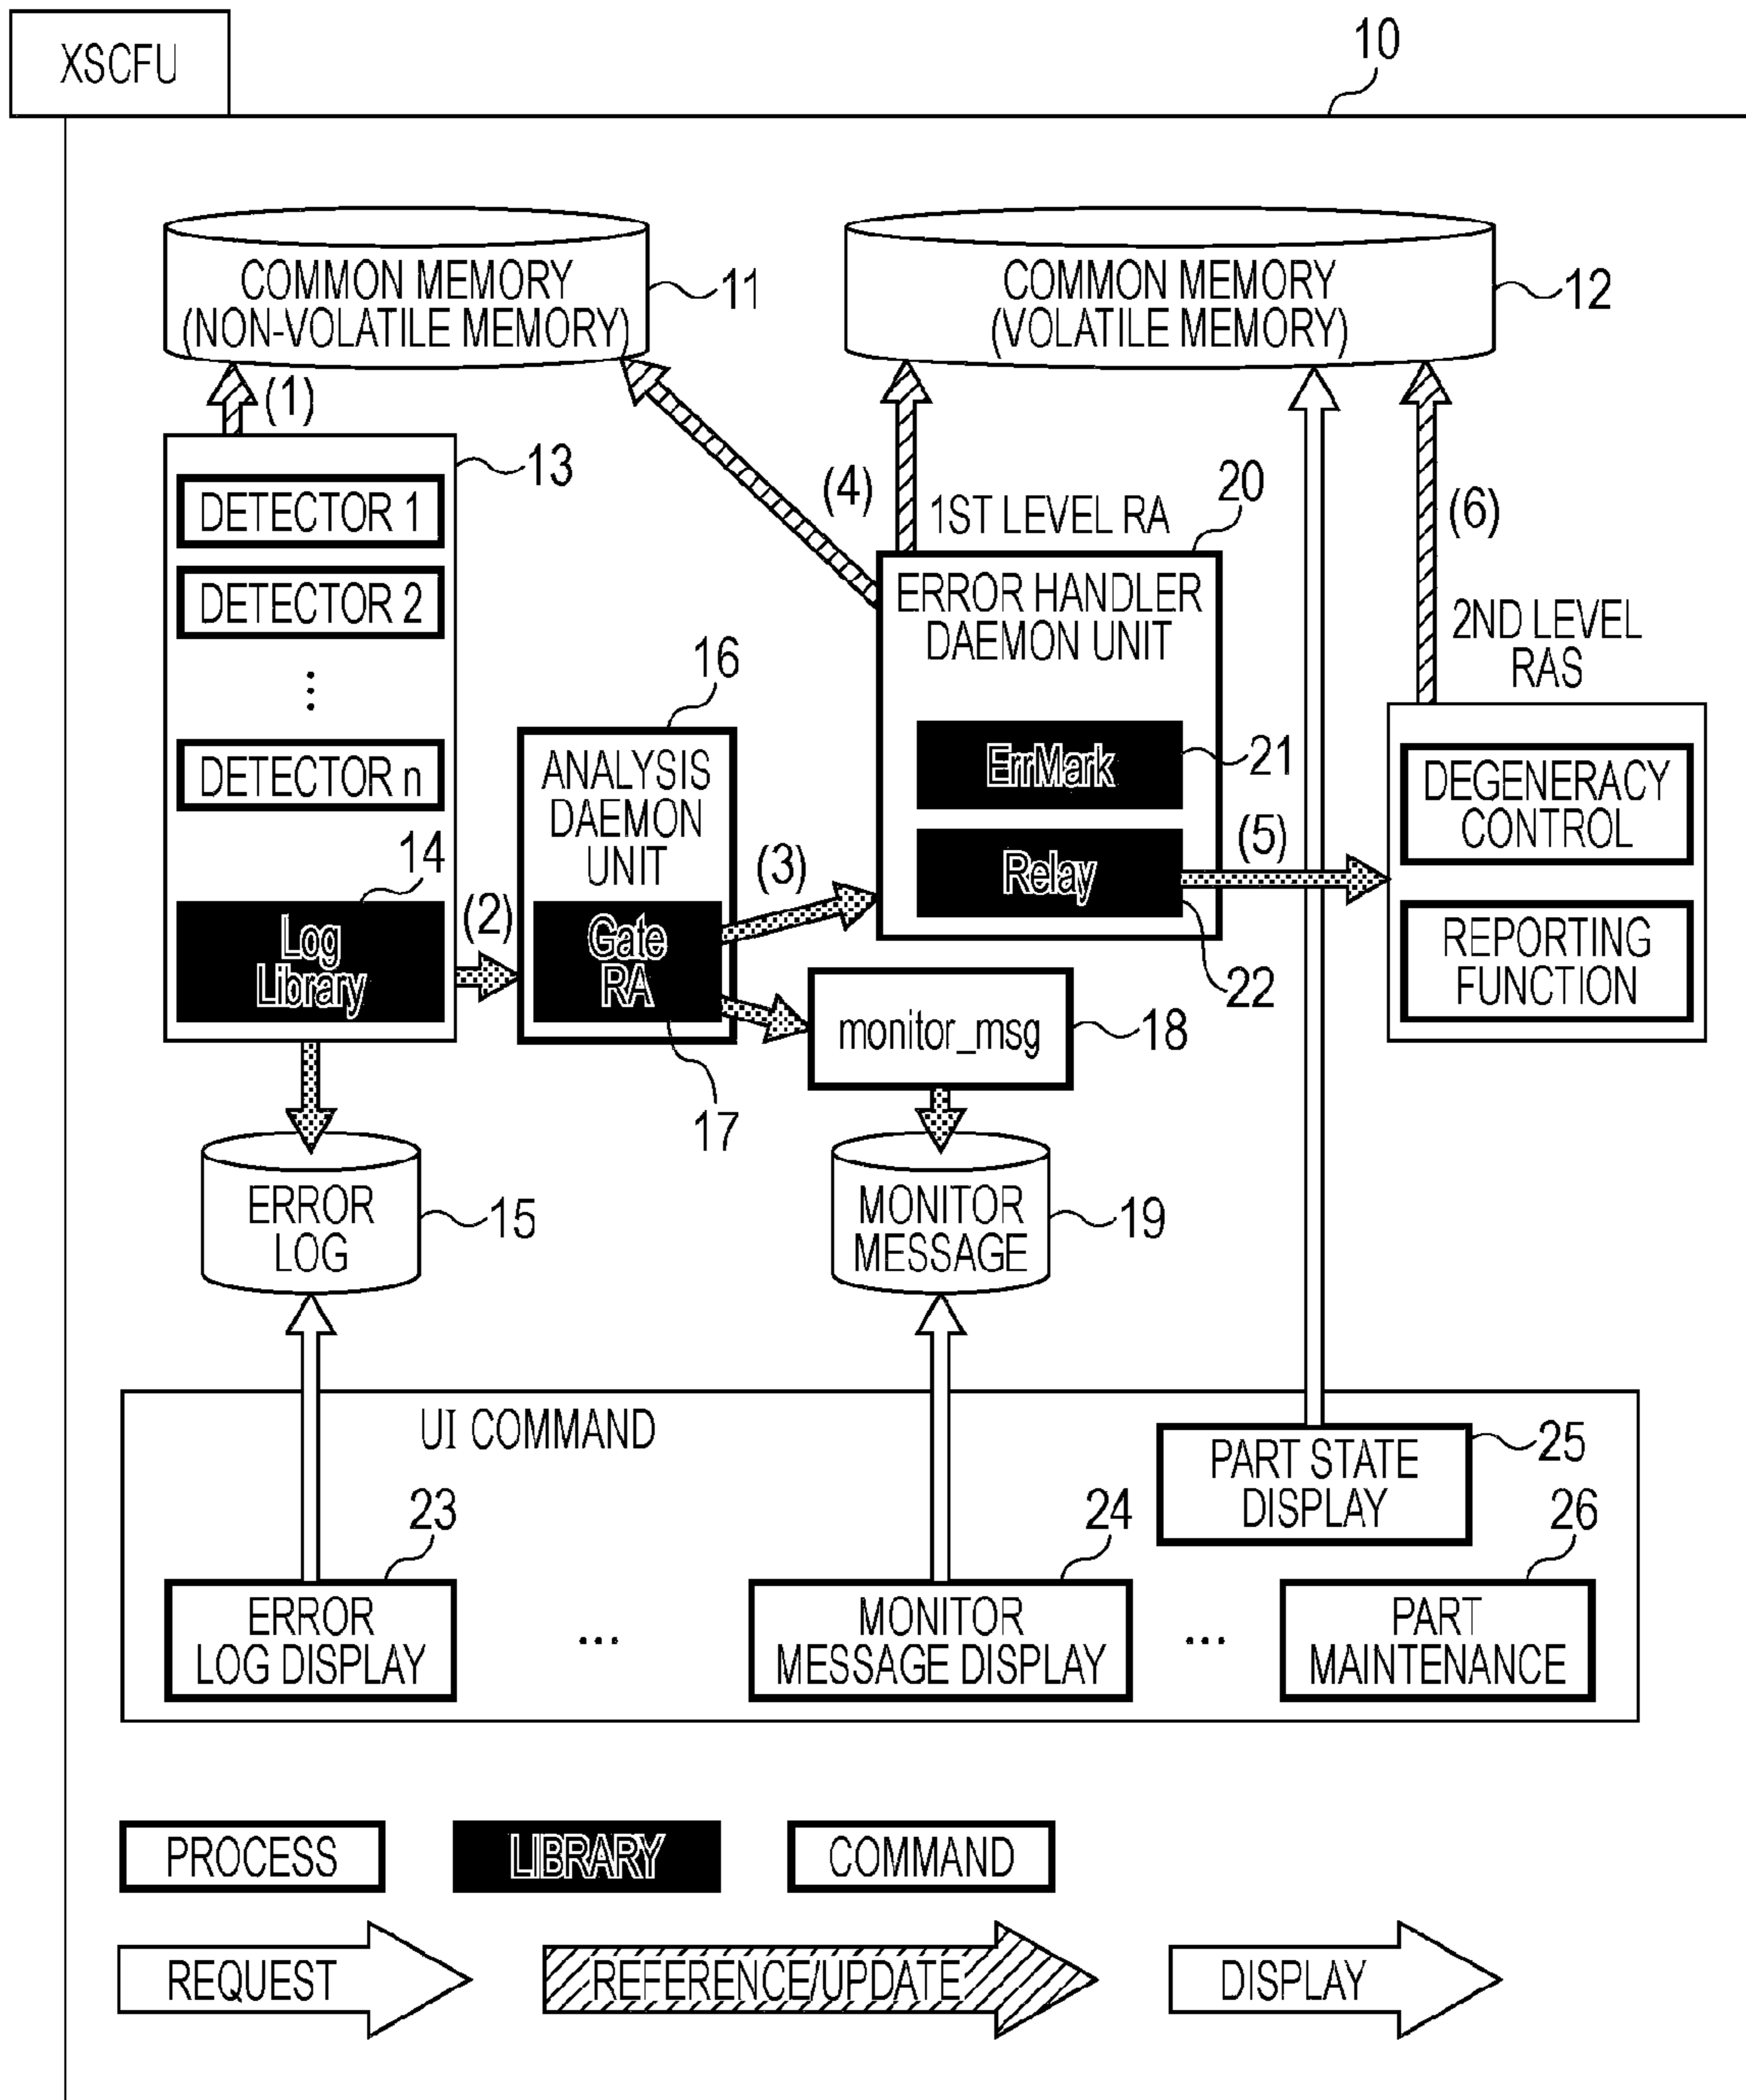 XSCFU
10
COMMON MEMORY
(NON-VOLATILE MEMORY)
11
COMMON MEMORY
(VOLATILE MEMORY)
12
(1)
13
DETECTOR 1
DETECTOR 2
⋮
DETECTOR n
14
Log
Library
(2)
16
ANALYSIS
DAEMON
UNIT
Gate
RA
17
(3)
(4)
1ST LEVEL RA
20
ERROR HANDLER
DAEMON UNIT
ErrMark
21
Relay
22
(5)
(6)
2ND LEVEL
RAS
DEGENERACY
CONTROL
REPORTING
FUNCTION
monitor_msg
18
ERROR
LOG
15
MONITOR
MESSAGE
19
UI COMMAND
PART STATE
DISPLAY
25
23
ERROR
LOG DISPLAY
...
24
MONITOR
MESSAGE DISPLAY
...
26
PART
MAINTENANCE
PROCESS
LIBRARY
COMMAND
REQUEST
REFERENCE/UPDATE
DISPLAY